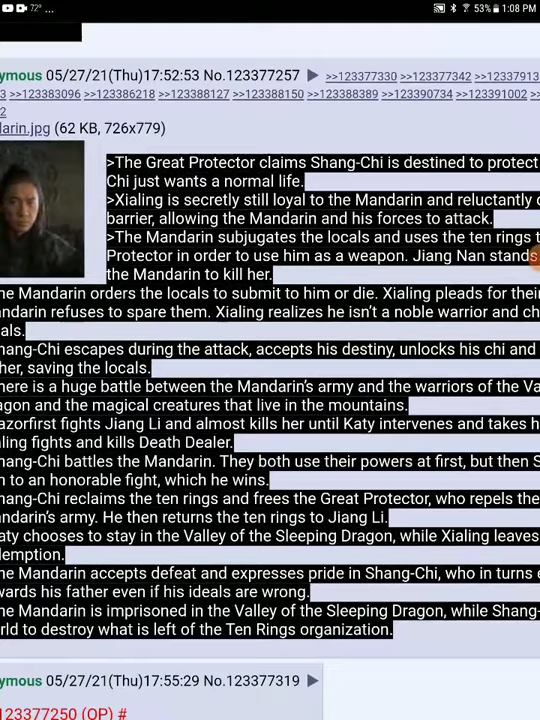 72° 53% 1:08 PM
ymous 05/27/21(Thu)17:52:53 No.123377257 ▶ >>123377330 >>123377342 >>12337913
3 >>123383096 >>123386218 >>123388127 >>123388150 >>123388389 >>123390734 >>123391002 >
2
larin.jpg (62 KB, 726x779)
>The Great Protector claims Shang-Chi is destined to protect
Chi just wants a normal life.
>Xialing is secretly still loyal to the Mandarin and reluctantly
barrier, allowing the Mandarin and his forces to attack.
>The Mandarin subjugates the locals and uses the ten rings t
Protector in order to use him as a weapon. Jiang Nan stands
the Mandarin to kill her.
he Mandarin orders the locals to submit to him or die. Xialing pleads for their
andarin refuses to spare them. Xialing realizes he isn't a noble warrior and ch
als.
hang-Chi escapes during the attack, accepts his destiny, unlocks his chi and
her, saving the locals.
here is a huge battle between the Mandarin's army and the warriors of the Va
agon and the magical creatures that live in the mountains.
azorfirst fights Jiang Li and almost kills her until Katy intervenes and takes h
aling fights and kills Death Dealer.
hang-Chi battles the Mandarin. They both use their powers at first, but then S
n to an honorable fight, which he wins.
hang-Chi reclaims the ten rings and frees the Great Protector, who repels the
andarin's army. He then returns the ten rings to Jiang Li.
aty chooses to stay in the Valley of the Sleeping Dragon, while Xialing leaves
demption.
he Mandarin accepts defeat and expresses pride in Shang-Chi, who in turn e
wards his father even if his ideals are wrong.
he Mandarin is imprisoned in the Valley of the Sleeping Dragon, while Shang-
rld to destroy what is left of the Ten Rings organization.
ymous 05/27/21(Thu)17:55:29 No.123377319 ▶
123377250 (OP) #